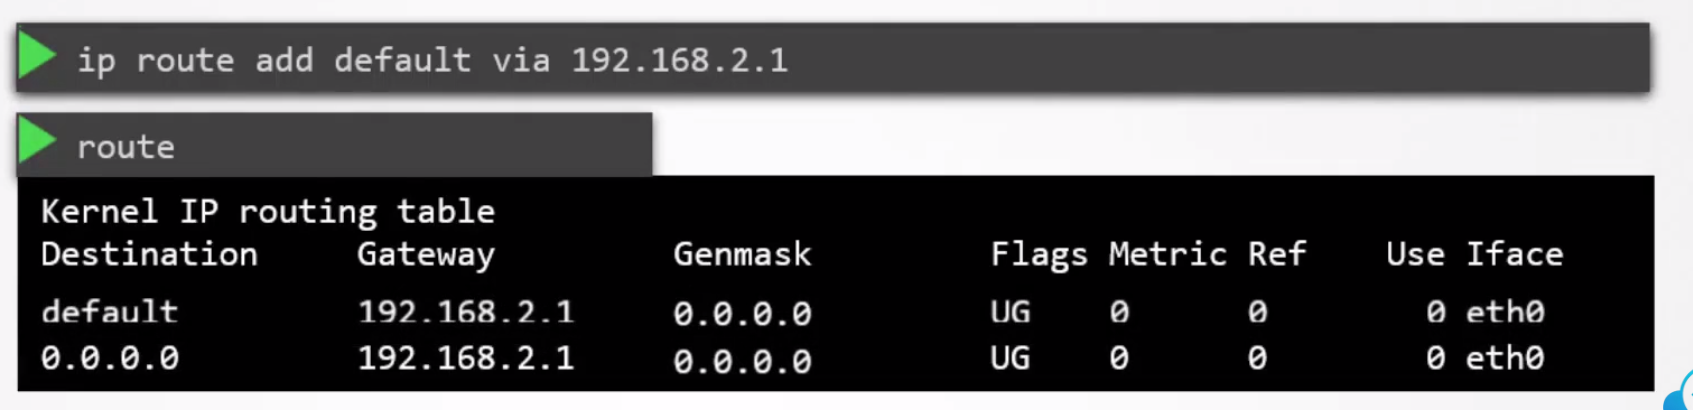 ip route add default via 192.168.2.1
route
Kernel IP routing table
Destination Gateway Genmask Flags Metric Ref Use Iface
default 192.168.2.1 0.0.0.0 UG 0 0 0 eth0
0.0.0.0 192.168.2.1 0.0.0.0 UG 0 0 0 eth0